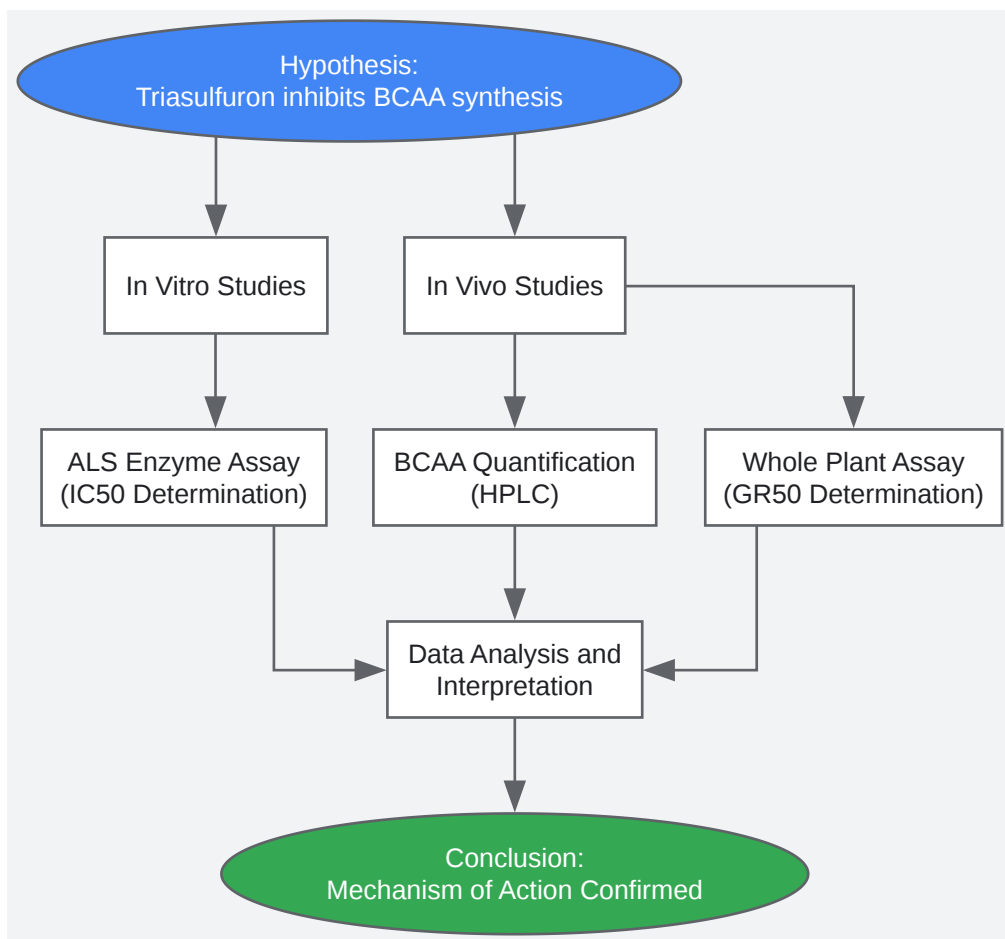 Hypothesis:
Triasulfuron inhibits BCAA synthesis
In Vitro Studies
In Vivo Studies
ALS Enzyme Assay
(IC50 Determination)
BCAA Quantification
(HPLC)
Whole Plant Assay
(GR50 Determination)
Data Analysis and
Interpretation
Conclusion:
Mechanism of Action Confirmed